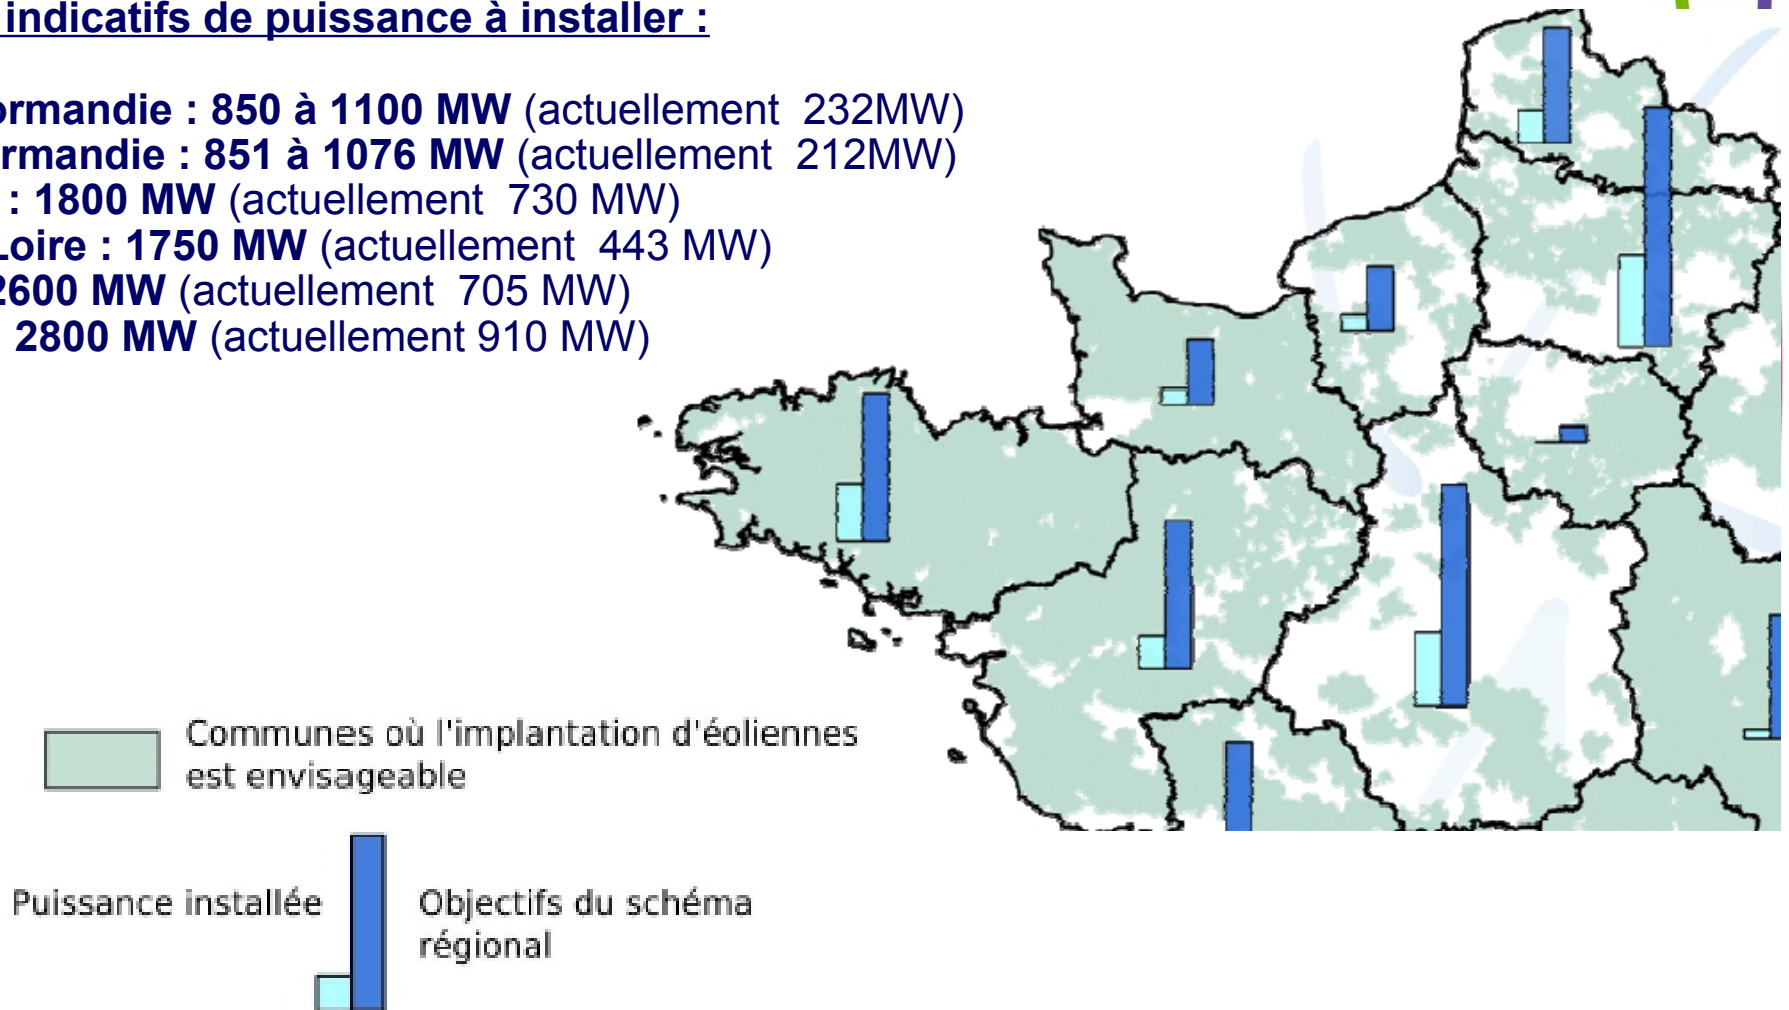 indicatifs de puissance à installer :
ormandie : 850 à 1100 MW (actuellement 232MW)
rmandie : 851 à 1076 MW (actuellement 212MW)
: 1800 MW (actuellement 730 MW)
Loire : 1750 MW (actuellement 443 MW)
2600 MW (actuellement 705 MW)
2800 MW (actuellement 910 MW)
Communes où l'implantation d'éoliennes
est envisageable
Puissance installée
Objectifs du schéma
régional